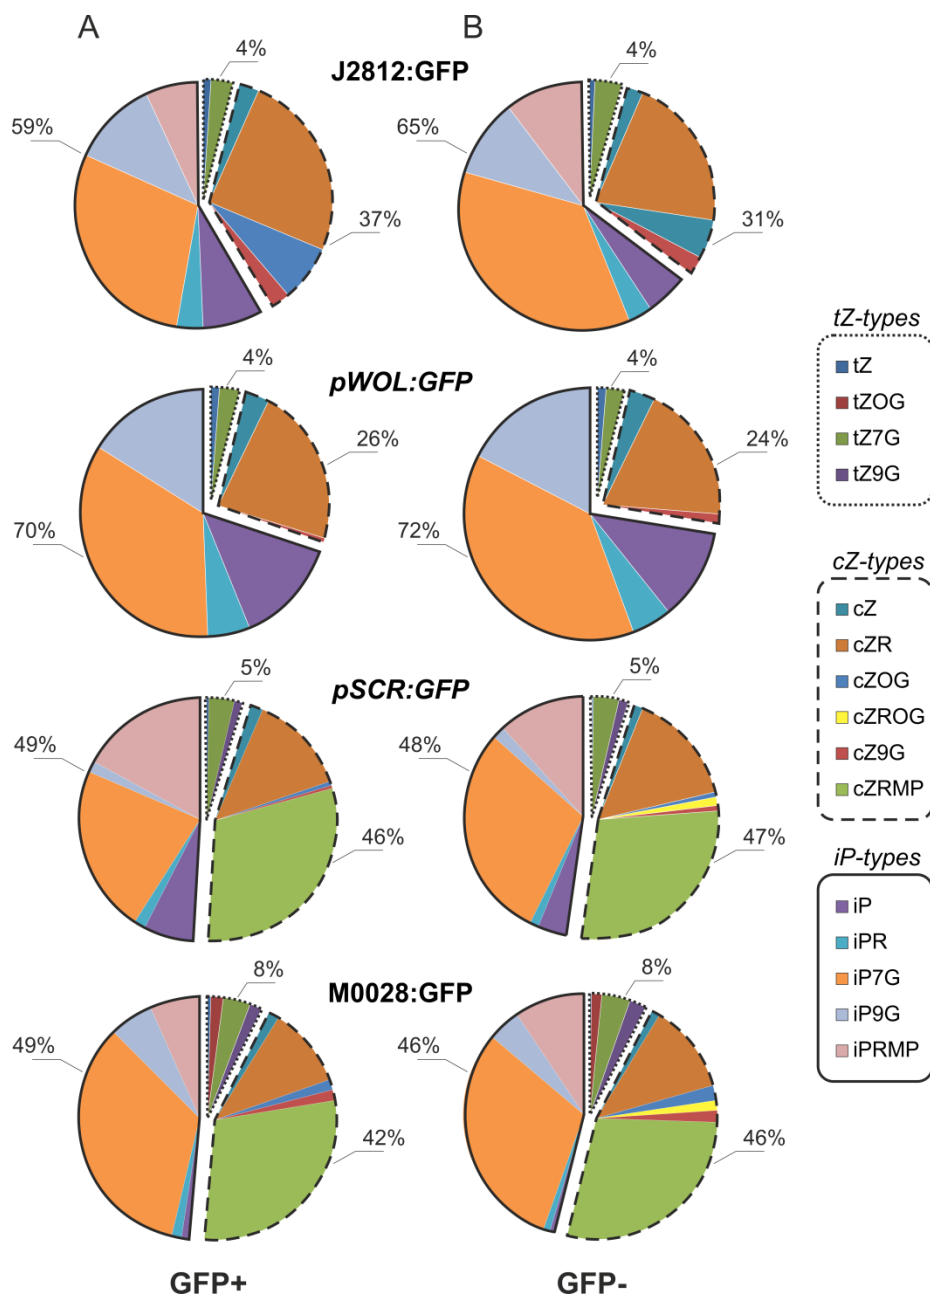 A
B
J2812:GFP
4%
59%
37%
4%
65%
31%
pWOL:GFP
4%
26%
70%
4%
24%
72%
pSCR:GFP
5%
49%
46%
5%
48%
47%
M0028:GFP
8%
49%
42%
8%
46%
46%
GFP+
GFP-
tZ-types
tZ
tZOG
tZ7G
tZ9G
cZ-types
cZ
cZR
cZOG
cZROG
cZ9G
cZRMP
iP-types
iP
iPR
iP7G
iP9G
iPRMP